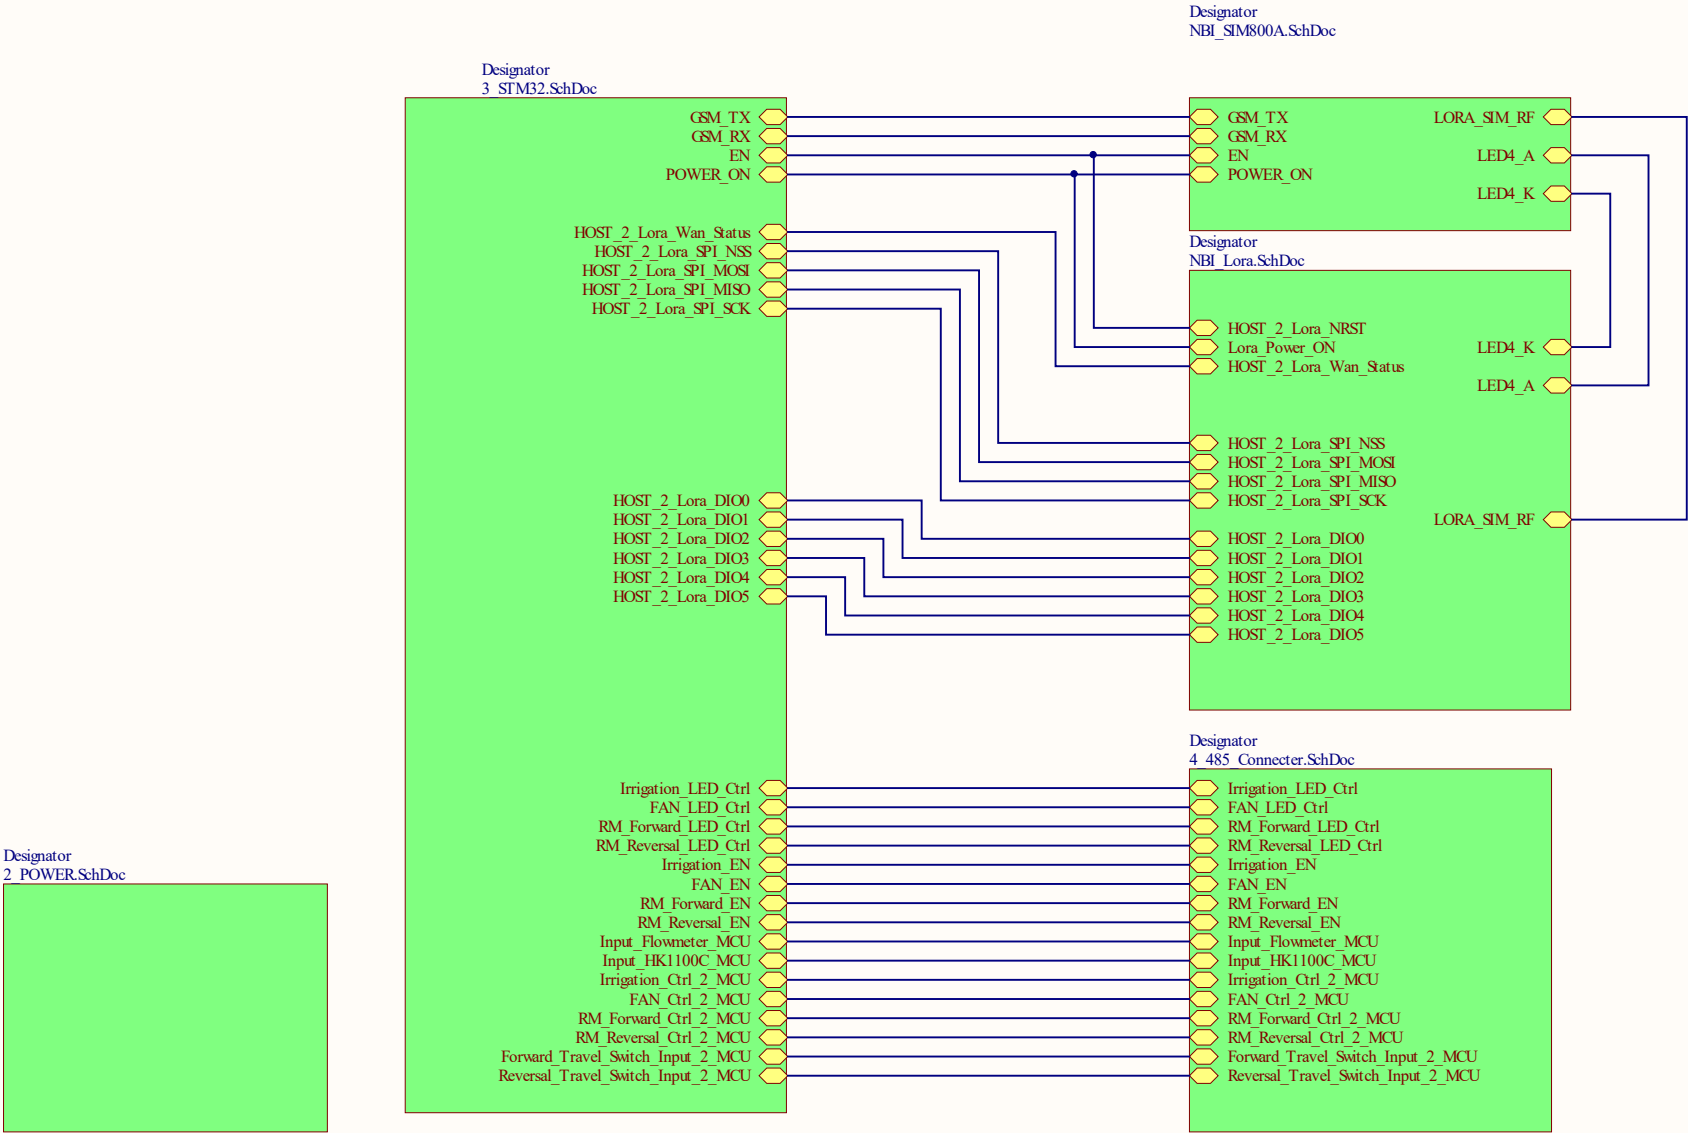 Designator
NBI_SIM800A.SchDoc
Designator
3_STM32.SchDoc
GSM_TX
GSM_RX
EN
POWER_ON
HOST_2_Lora_Wan_Status
HOST_2_Lora_SPI_NSS
HOST_2_Lora_SPI_MOSI
HOST_2_Lora_SPI_MISO
HOST_2_Lora_SPI_SCK
HOST_2_Lora_DIO0
HOST_2_Lora_DIO1
HOST_2_Lora_DIO2
HOST_2_Lora_DIO3
HOST_2_Lora_DIO4
HOST_2_Lora_DIO5
Irrigation_LED_Ctrl
FAN_LED_Ctrl
RM_Forward_LED_Ctrl
RM_Reversal_LED_Ctrl
Irrigation_EN
FAN_EN
RM_Forward_EN
RM_Reversal_EN
Input_Flowmeter_MCU
Input_HK1100C_MCU
Irrigation_Ctrl_2_MCU
FAN_Ctrl_2_MCU
RM_Forward_Ctrl_2_MCU
RM_Reversal_Ctrl_2_MCU
Forward_Travel_Switch_Input_2_MCU
Reversal_Travel_Switch_Input_2_MCU
GSM_TX
GSM_RX
EN
POWER_ON
LORA_SIM_RF
LED4_A
LED4_K
Designator
NBI_Lora.SchDoc
HOST_2_Lora_NRST
Lora_Power_ON
HOST_2_Lora_Wan_Status
HOST_2_Lora_SPI_NSS
HOST_2_Lora_SPI_MOSI
HOST_2_Lora_SPI_MISO
HOST_2_Lora_SPI_SCK
HOST_2_Lora_DIO0
HOST_2_Lora_DIO1
HOST_2_Lora_DIO2
HOST_2_Lora_DIO3
HOST_2_Lora_DIO4
HOST_2_Lora_DIO5
LED4_K
LED4_A
LORA_SIM_RF
Designator
4_485_Connecter.SchDoc
Irrigation_LED_Ctrl
FAN_LED_Ctrl
RM_Forward_LED_Ctrl
RM_Reversal_LED_Ctrl
Irrigation_EN
FAN_EN
RM_Forward_EN
RM_Reversal_EN
Input_Flowmeter_MCU
Input_HK1100C_MCU
Irrigation_Ctrl_2_MCU
FAN_Ctrl_2_MCU
RM_Forward_Ctrl_2_MCU
RM_Reversal_Ctrl_2_MCU
Forward_Travel_Switch_Input_2_MCU
Reversal_Travel_Switch_Input_2_MCU
Designator
2_POWER.SchDoc